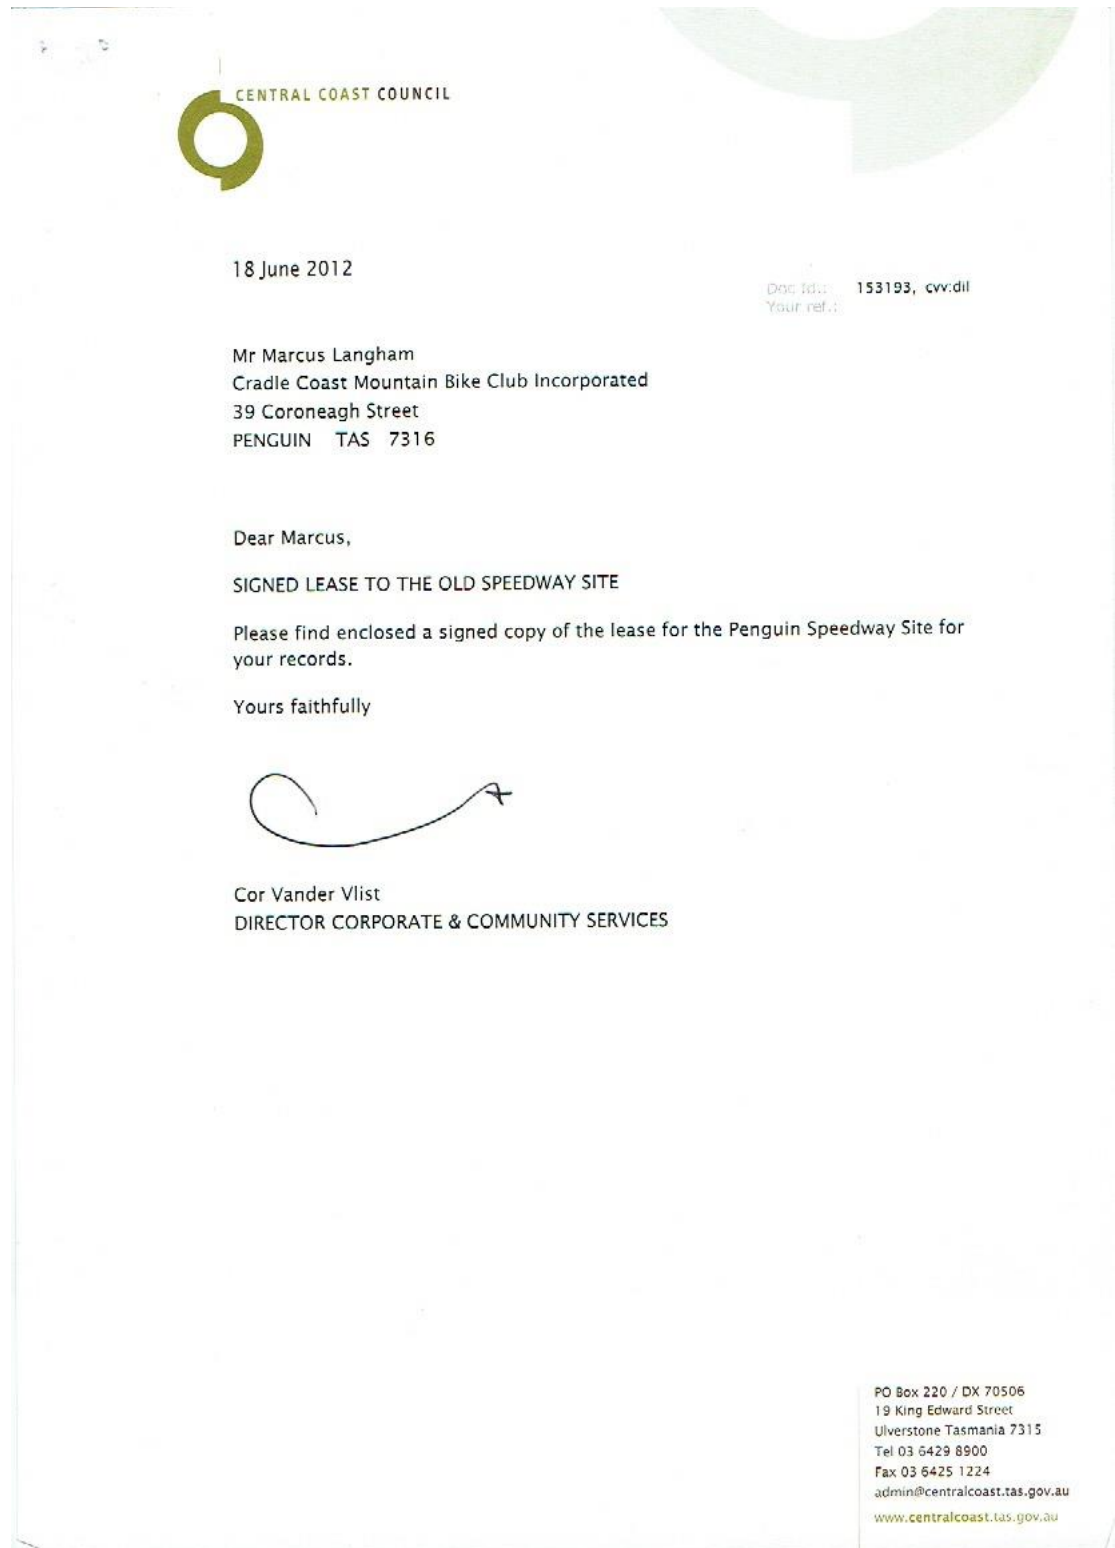 CENTRAL COAST COUNCIL
18 June 2012
Doc Id.: 153193, cvv:dil
Your ref.:
Mr Marcus Langham
Cradle Coast Mountain Bike Club Incorporated
39 Coroneagh Street
PENGUIN TAS 7316
Dear Marcus,
SIGNED LEASE TO THE OLD SPEEDWAY SITE
Please find enclosed a signed copy of the lease for the Penguin Speedway Site for
your records.
Yours faithfully
Cor Vander Vlist
DIRECTOR CORPORATE & COMMUNITY SERVICES
PO Box 220 / DX 70506
19 King Edward Street
Ulverstone Tasmania 7315
Tel 03 6429 8900
Fax 03 6425 1224
admin@centralcoast.tas.gov.au
www.centralcoast.tas.gov.au